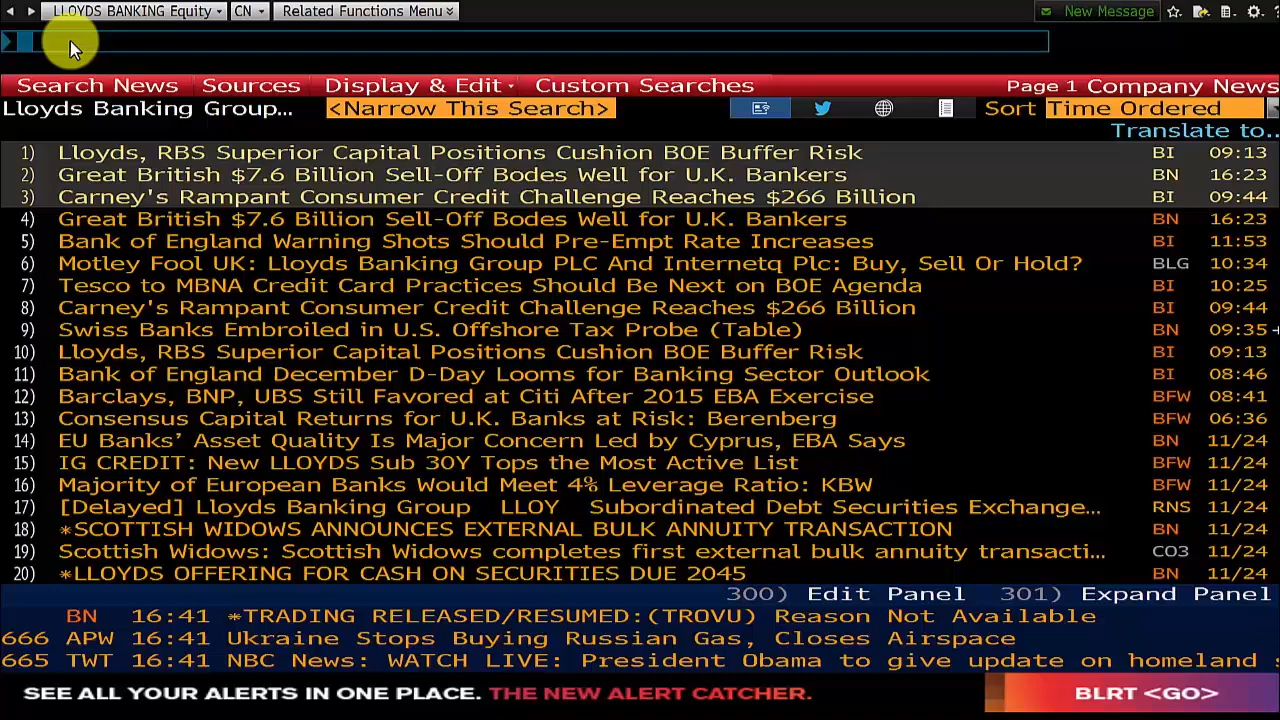 LLOYDS BANKING Equity CN Related Functions Menu New Message
Search News Sources Display & Edit Custom Searches Page 1 Company News
Lloyds Banking Group... <Narrow This Search> Sort Time Ordered
Translate to..
1) Lloyds, RBS Superior Capital Positions Cushion BOE Buffer Risk BI 09:13
2) Great British $7.6 Billion Sell-Off Bodes Well for U.K. Bankers BN 16:23
3) Carney's Rampant Consumer Credit Challenge Reaches $266 Billion BI 09:44
4) Great British $7.6 Billion Sell-Off Bodes Well for U.K. Bankers BN 16:23
5) Bank of England Warning Shots Should Pre-Empt Rate Increases BI 11:53
6) Motley Fool UK: Lloyds Banking Group PLC And Internetq Plc: Buy, Sell Or Hold? BLG 10:34
7) Tesco to MBNA Credit Card Practices Should Be Next on BOE Agenda BI 10:25
8) Carney's Rampant Consumer Credit Challenge Reaches $266 Billion BI 09:44
9) Swiss Banks Embroiled in U.S. Offshore Tax Probe (Table) BN 09:35+
10) Lloyds, RBS Superior Capital Positions Cushion BOE Buffer Risk BI 09:13
11) Bank of England December D-Day Looms for Banking Sector Outlook BI 08:46
12) Barclays, BNP, UBS Still Favored at Citi After 2015 EBA Exercise BFW 08:41
13) Consensus Capital Returns for U.K. Banks at Risk: Berenberg BFW 06:36
14) EU Banks’ Asset Quality Is Major Concern Led by Cyprus, EBA Says BN 11/24
15) IG CREDIT: New LLOYDS Sub 30Y Tops the Most Active List BFW 11/24
16) Majority of European Banks Would Meet 4% Leverage Ratio: KBW BFW 11/24
17) [Delayed] Lloyds Banking Group LLOY Subordinated Debt Securities Exchange... RNS 11/24
18) *SCOTTISH WIDOWS ANNOUNCES EXTERNAL BULK ANNUITY TRANSACTION BN 11/24
19) Scottish Widows: Scottish Widows completes first external bulk annuity transacti... CO3 11/24
20) *LLOYDS OFFERING FOR CASH ON SECURITIES DUE 2045 BN 11/24
300) Edit Panel 301) Expand Panel
BN 16:41 *TRADING RELEASED/RESUMED:(TROVU) Reason Not Available
666 APW 16:41 Ukraine Stops Buying Russian Gas, Closes Airspace
665 TWT 16:41 NBC News: WATCH LIVE: President Obama to give update on homeland s
SEE ALL YOUR ALERTS IN ONE PLACE. THE NEW ALERT CATCHER. BLRT <GO>